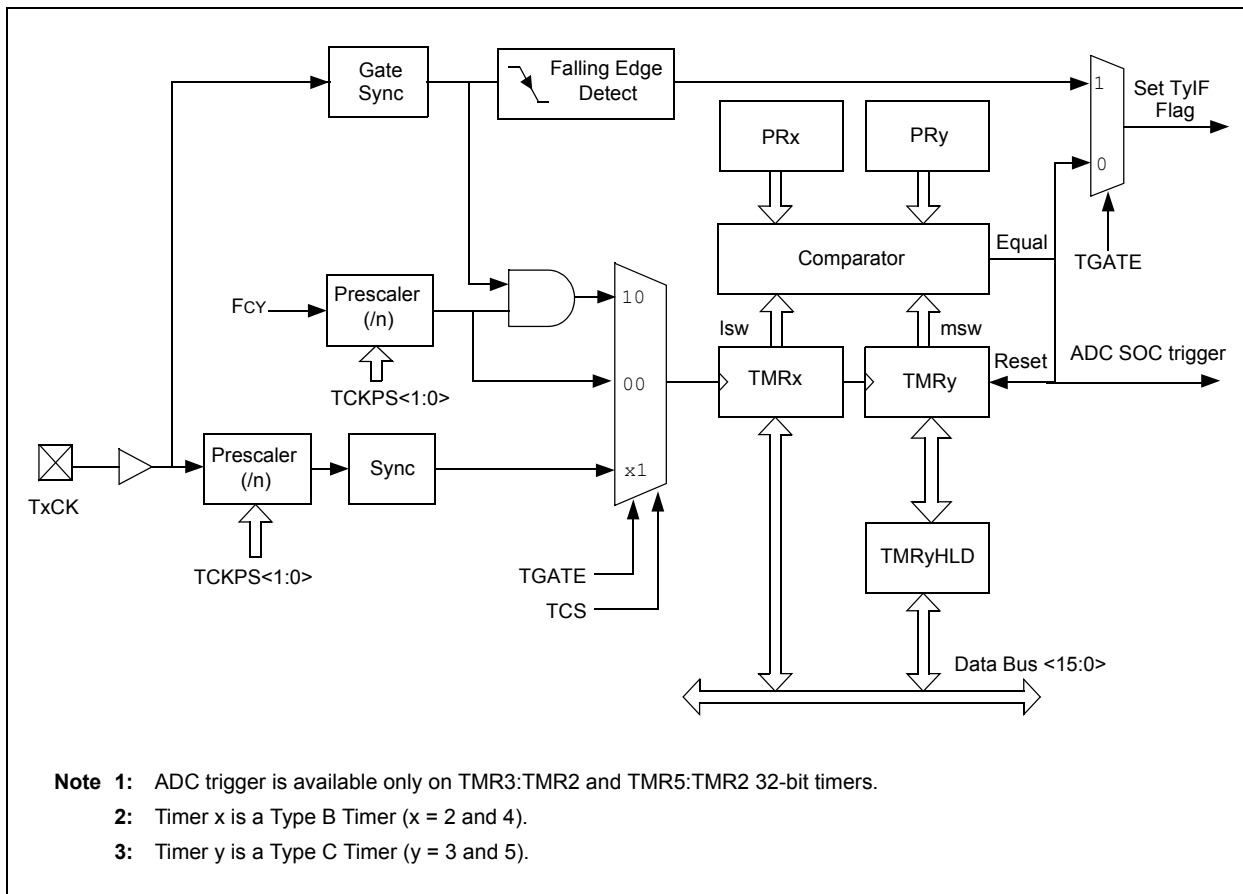 Gate
Sync
Falling Edge
Detect
1
Set TyIF
Flag
PRx
PRy
0
Comparator
Equal
TGATE
FCY
Prescaler
(/n)
10
lsw
msw
TCKPS<1:0>
00
TMRx
TMRy
Reset
ADC SOC trigger
TxCK
Prescaler
(/n)
Sync
x1
TCKPS<1:0>
TGATE
TCS
TMRyHLD
Data Bus <15:0>
Note 1: ADC trigger is available only on TMR3:TMR2 and TMR5:TMR2 32-bit timers.
2: Timer x is a Type B Timer (x = 2 and 4).
3: Timer y is a Type C Timer (y = 3 and 5).